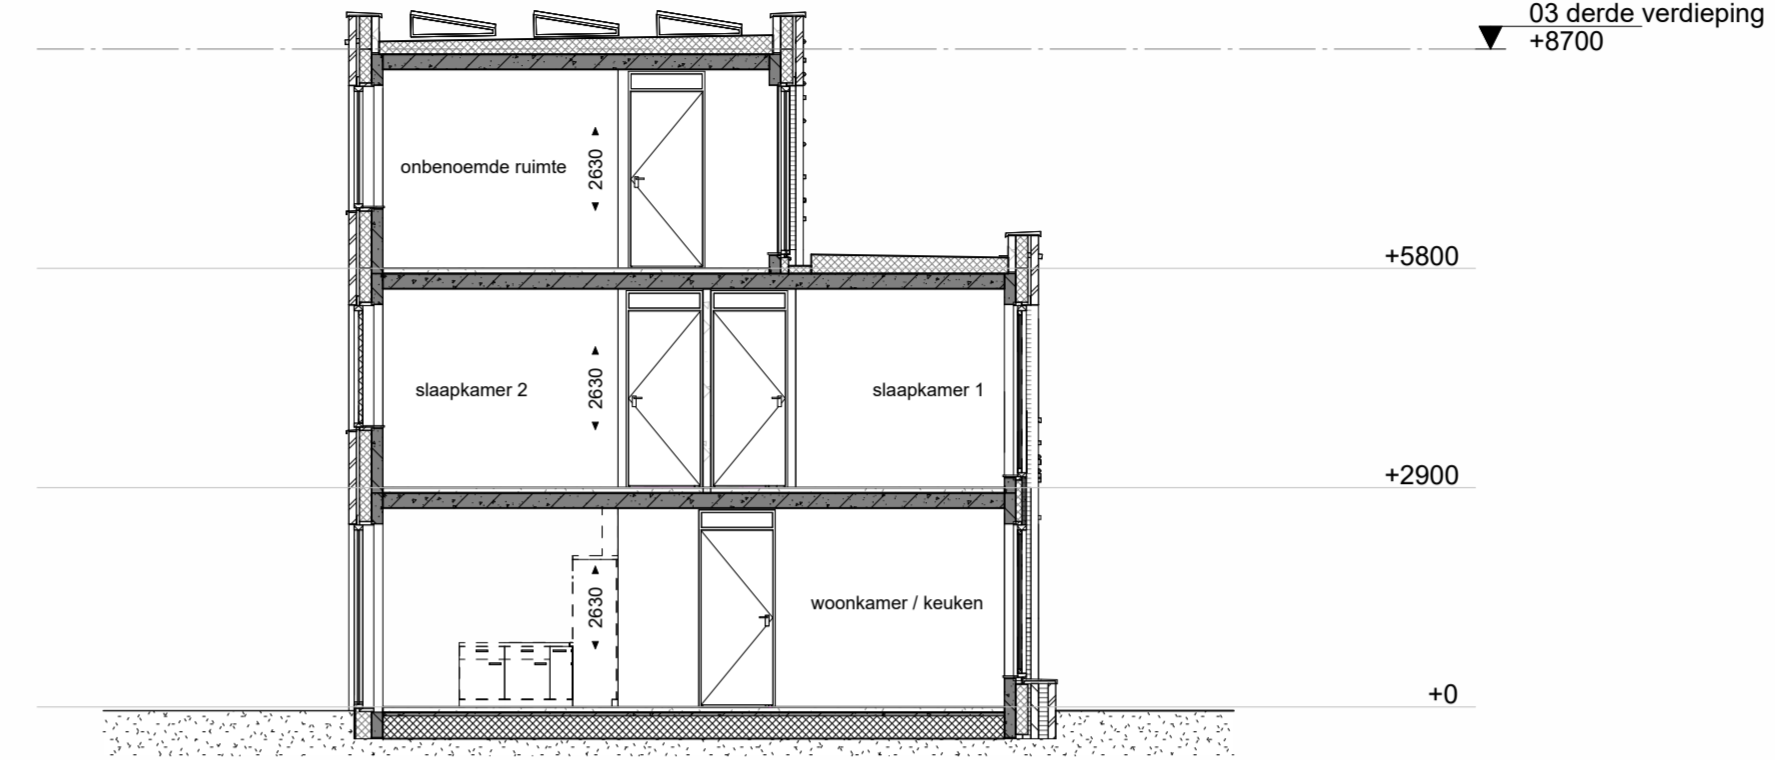 03 derde verdieping
+8700
onbenoemde ruimte
2630
+5800
slaapkamer 2
2630
slaapkamer 1
+2900
woonkamer / keuken
2630
+0